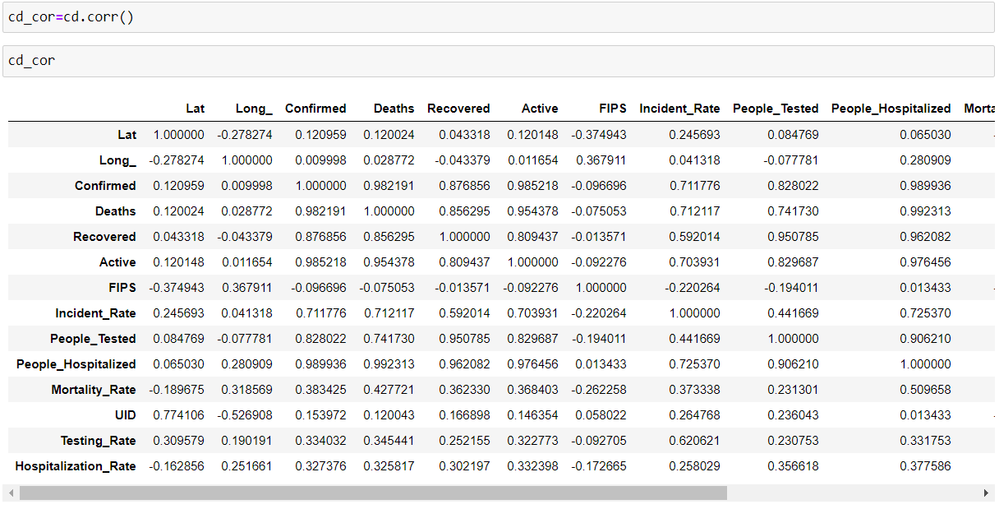 cd_cor=cd.corr()
cd_cor
Lat Long_ Confirmed Deaths Recovered Active FIPS Incident_Rate People_Tested People_Hospitalized Morta
Lat 1.000000 -0.278274 0.120959 0.120024 0.043318 0.120148 -0.374943 0.245693 0.084769 0.065030 -
Long_ -0.278274 1.000000 0.009998 0.028772 -0.043379 0.011654 0.367911 0.041318 -0.077781 0.280909
Confirmed 0.120959 0.009998 1.000000 0.982191 0.876856 0.985218 -0.096696 0.711776 0.828022 0.989936
Deaths 0.120024 0.028772 0.982191 1.000000 0.856295 0.954378 -0.075053 0.712117 0.741730 0.992313
Recovered 0.043318 -0.043379 0.876856 0.856295 1.000000 0.809437 -0.013571 0.592014 0.950785 0.962082
Active 0.120148 0.011654 0.985218 0.954378 0.809437 1.000000 -0.092276 0.703931 0.829687 0.976456
FIPS -0.374943 0.367911 -0.096696 -0.075053 -0.013571 -0.092276 1.000000 -0.220264 -0.194011 0.013433 -
Incident_Rate 0.245693 0.041318 0.711776 0.712117 0.592014 0.703931 -0.220264 1.000000 0.441669 0.725370
People_Tested 0.084769 -0.077781 0.828022 0.741730 0.950785 0.829687 -0.194011 0.441669 1.000000 0.906210
People_Hospitalized 0.065030 0.280909 0.989936 0.992313 0.962082 0.976456 0.013433 0.725370 0.906210 1.000000
Mortality_Rate -0.189675 0.318569 0.383425 0.427721 0.362330 0.368403 -0.262258 0.373338 0.231301 0.509658
UID 0.774106 -0.526908 0.153972 0.120043 0.166898 0.146354 0.058022 0.264768 0.236043 0.013433 -
Testing_Rate 0.309579 0.190191 0.334032 0.345441 0.252155 0.322773 -0.092705 0.620621 0.230753 0.331753
Hospitalization_Rate -0.162856 0.251661 0.327376 0.325817 0.302197 0.332398 -0.172665 0.258029 0.356618 0.377586